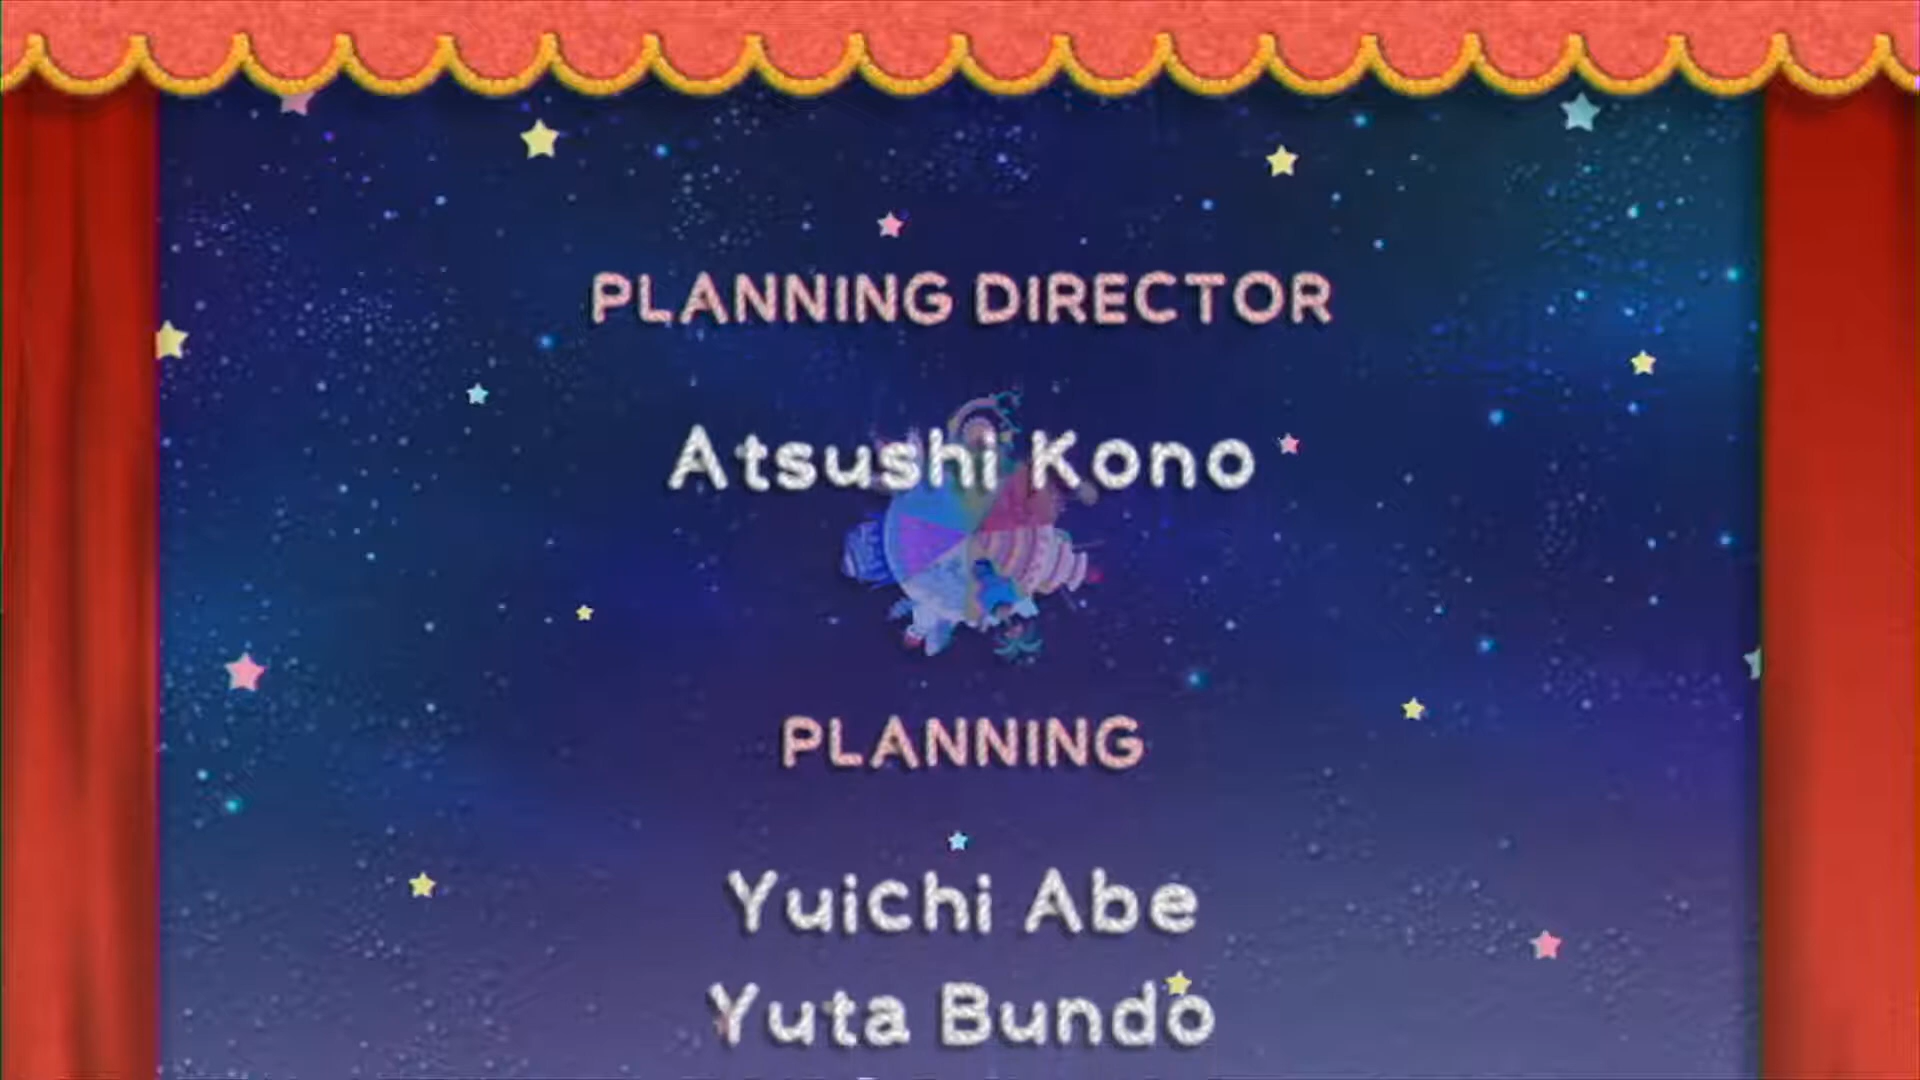 PLANNING DIRECTOR
Atsushi Kono
PLANNING
Yuichi Abe
Yuta Bundo